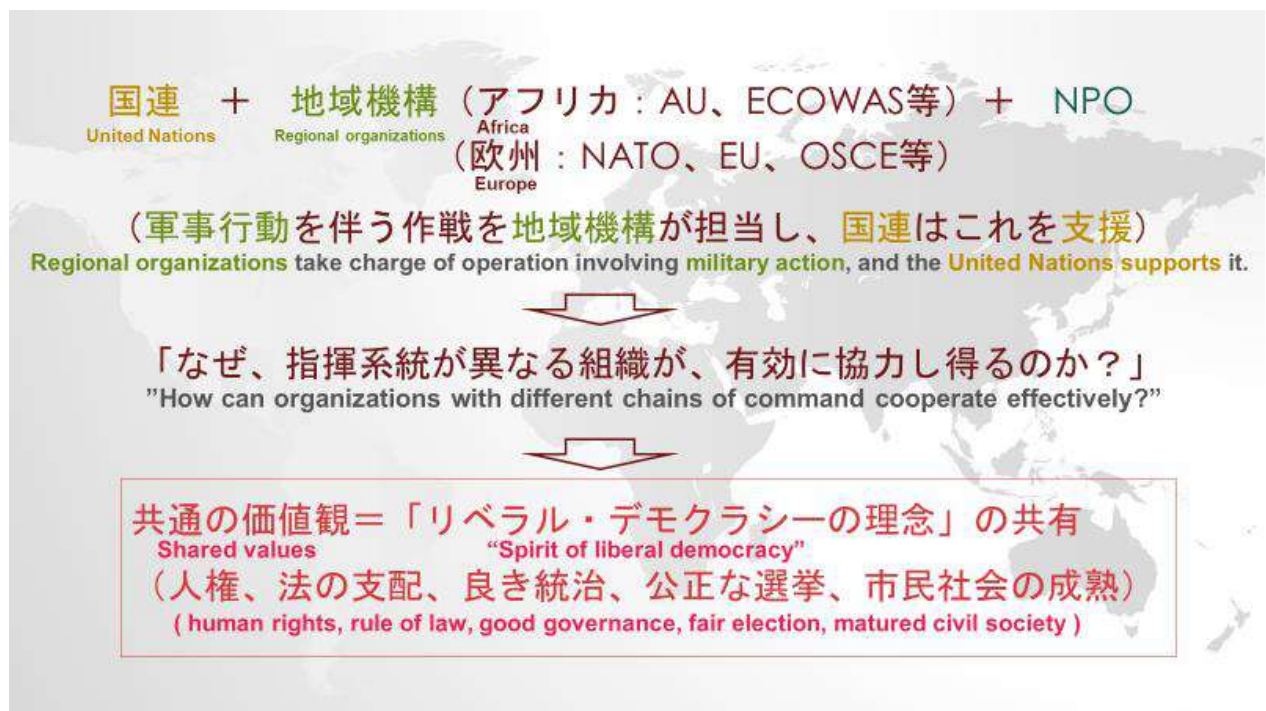 国連 + 地域機構（アフリカ：AU、ECOWAS等）+ NPO
United Nations Regional organizations Africa
（欧州：NATO、EU、OSCE等）
Europe
（軍事行動を伴う作戦を地域機構が担当し、国連はこれを支援）
Regional organizations take charge of operation involving military action, and the United Nations supports it.
「なぜ、指揮系統が異なる組織が、有効に協力し得るのか？」
”How can organizations with different chains of command cooperate effectively?”
共通の価値観＝「リベラル・デモクラシーの理念」の共有
Shared values “Spirit of liberal democracy”
（人権、法の支配、良き統治、公正な選挙、市民社会の成熟）
( human rights, rule of law, good governance, fair election, matured civil society )